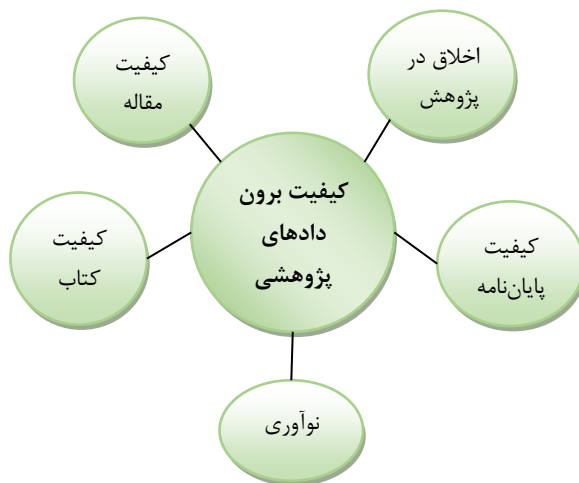 اخلاق در
پژوهش
کیفیت
مقاله
کیفیت برون
دادهای
پژوهشی
کیفیت
پایان‌نامه
کیفیت
کتاب
نوآوری